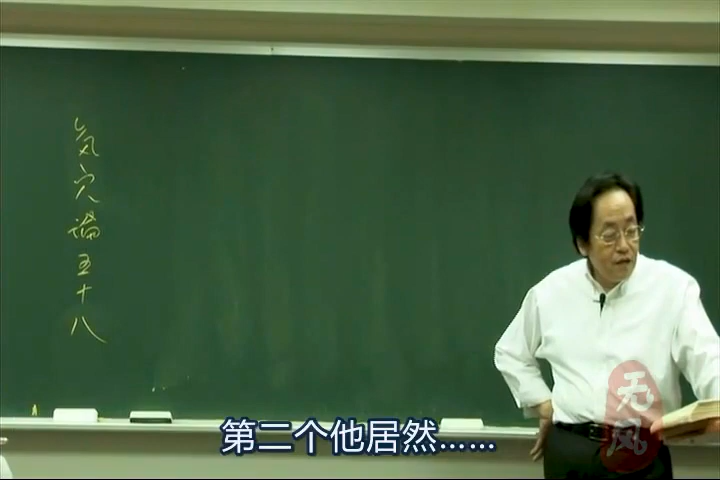 気穴論五十八
第二个他居然……
无风